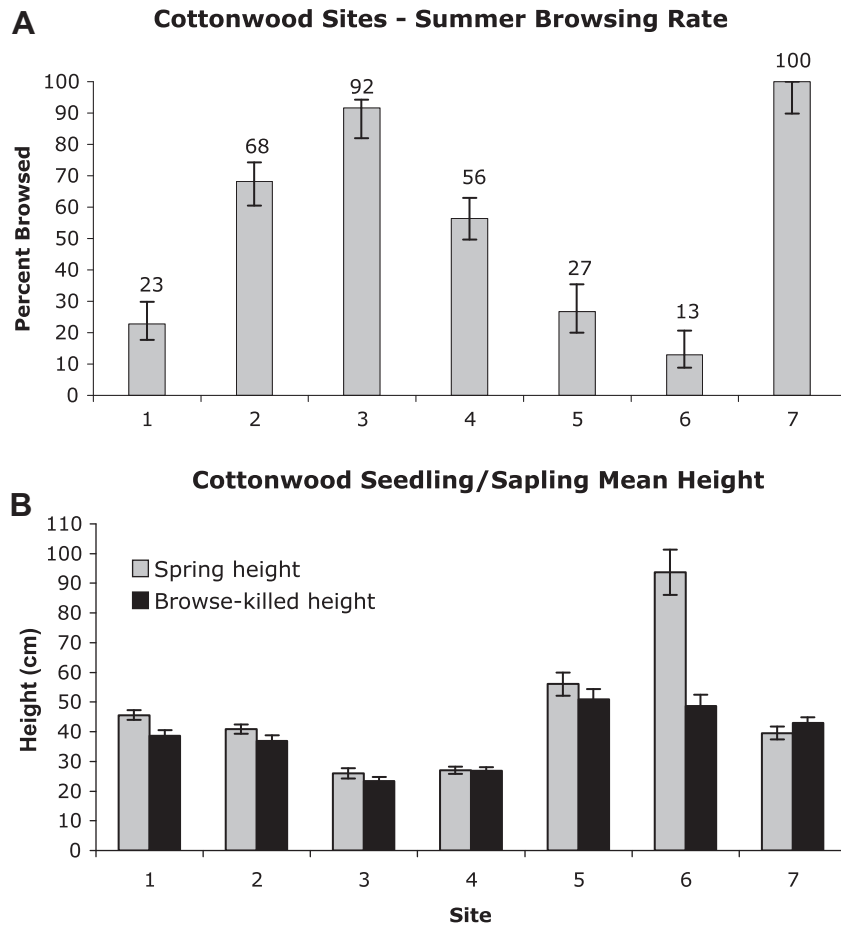 A
Cottonwood Sites - Summer Browsing Rate
Percent Browsed
100
90
80
70
60
50
40
30
20
10
0
23
68
92
56
27
13
100
1 2 3 4 5 6 7
B
Cottonwood Seedling/Sapling Mean Height
Height (cm)
110
100
90
80
70
60
50
40
30
20
10
0
Spring height
Browse-killed height
1 2 3 4 5 6 7
Site